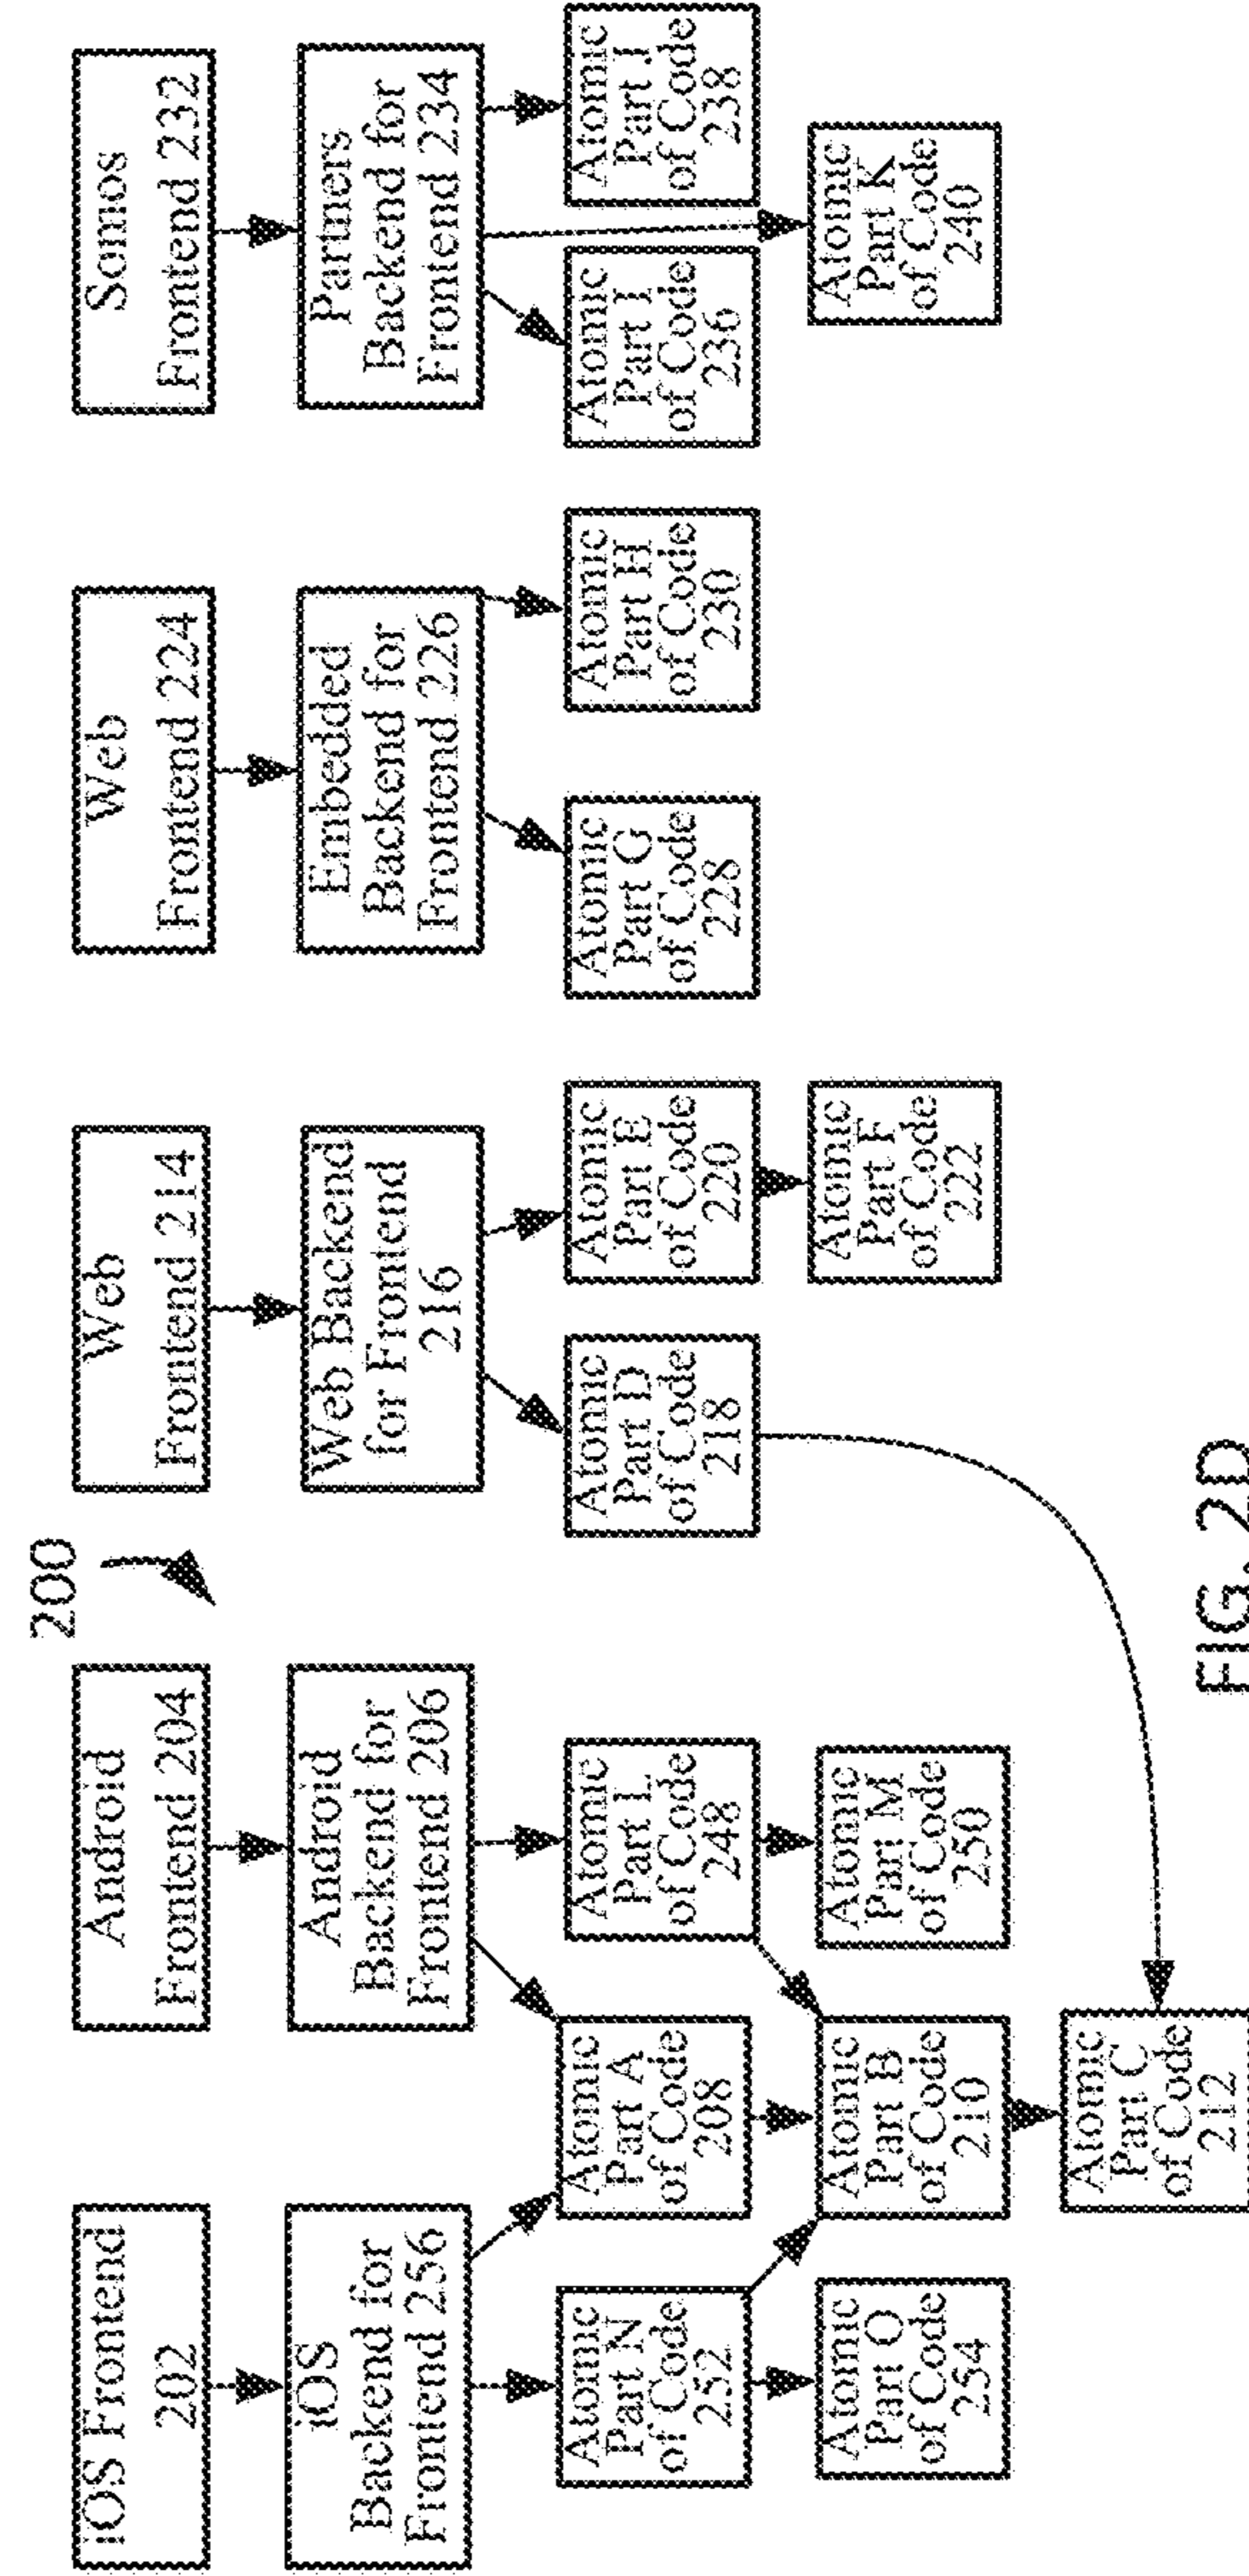 200
iOS Frontend
202
Android
Frontend 204
Web
Frontend 214
Web
Frontend 224
Somos
Frontend 232
iOS
Backend for
Frontend 256
Android
Backend for
Frontend 206
Web Backend
for Frontend
216
Embedded
Backend for
Frontend 226
Partners
Backend for
Frontend 234
Atomic
Part N
of Code
252
Atomic
Part A
of Code
208
Atomic
Part L
of Code
248
Atomic
Part D
of Code
218
Atomic
Part E
of Code
220
Atomic
Part G
of Code
228
Atomic
Part H
of Code
230
Atomic
Part I
of Code
236
Atomic
Part J
of Code
238
Atomic
Part O
of Code
254
Atomic
Part B
of Code
210
Atomic
Part M
of Code
250
Atomic
Part F
of Code
222
Atomic
Part K
of Code
240
Atomic
Part C
of Code
212
FIG. 2D